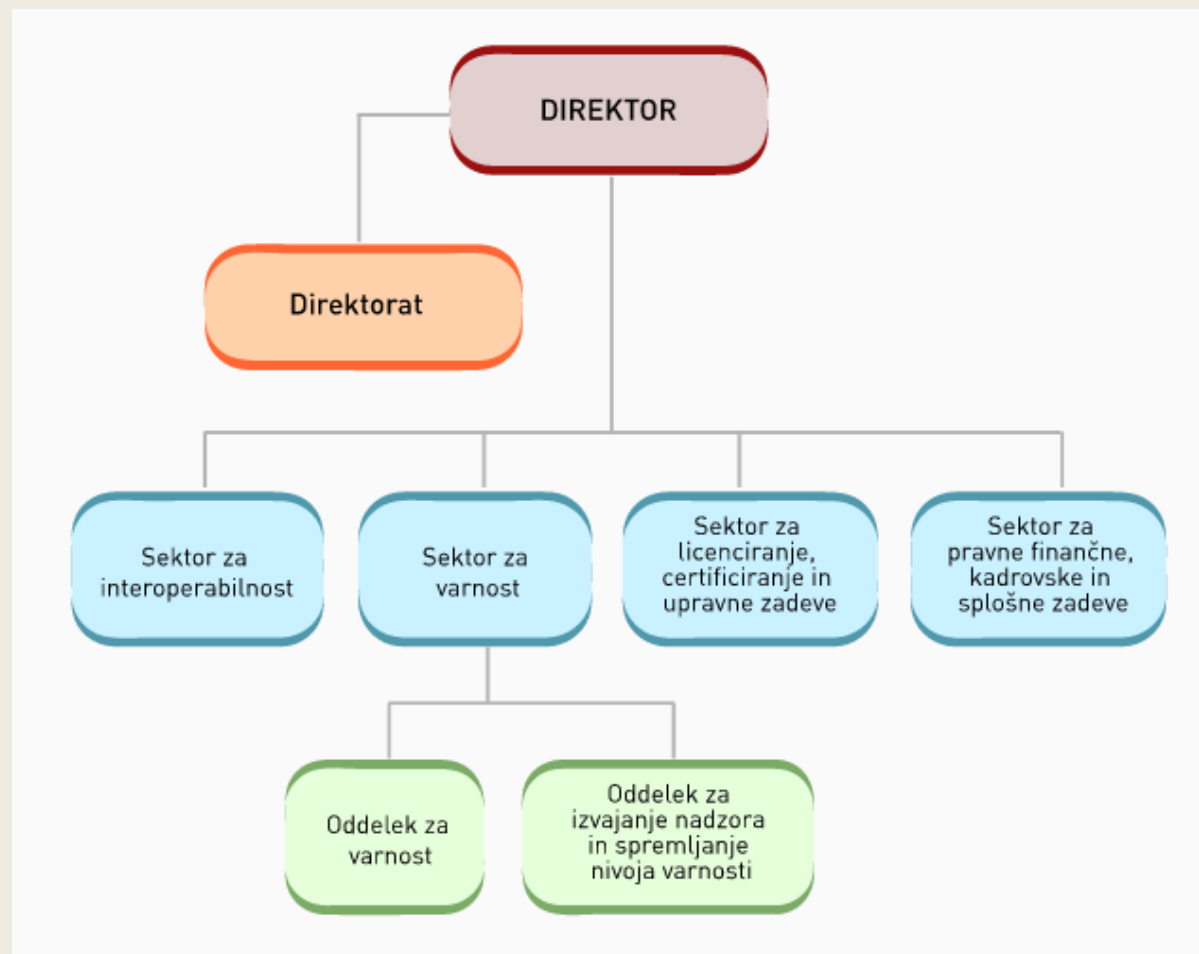 DIREKTOR
Direktorat
Sektor za
interoperabilnost
Sektor za
varnost
Sektor za
licenciranje,
certificiranje in
upravne zadeve
Sektor za
pravne finančne,
kadrovske in
splošne zadeve
Oddelek za
varnost
Oddelek za
izvajanje nadzora
in spremljanje
nivoja varnosti